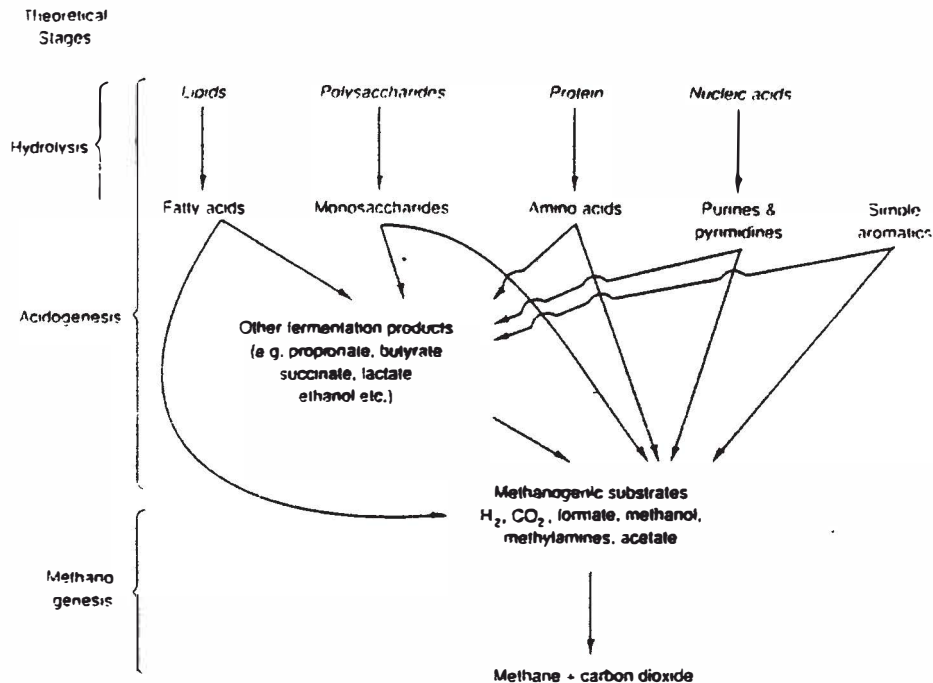 Theoretical
Stages
Lipids
Polysaccharides
Protein
Nucleic acids
Hydrolysis
Fatty acids
Monosaccharides
Amino acids
Purines &
pyrimidines
Simple
aromatics
Acidogenesis
Other fermentation products
(e g. propronate, butyrate
succinate, lactate
ethanol etc.)
Methanogenic substrates
H₂, CO₂, formate, methanol,
methylamines, acetate
Methano
genesis
Methane + carbon dioxide